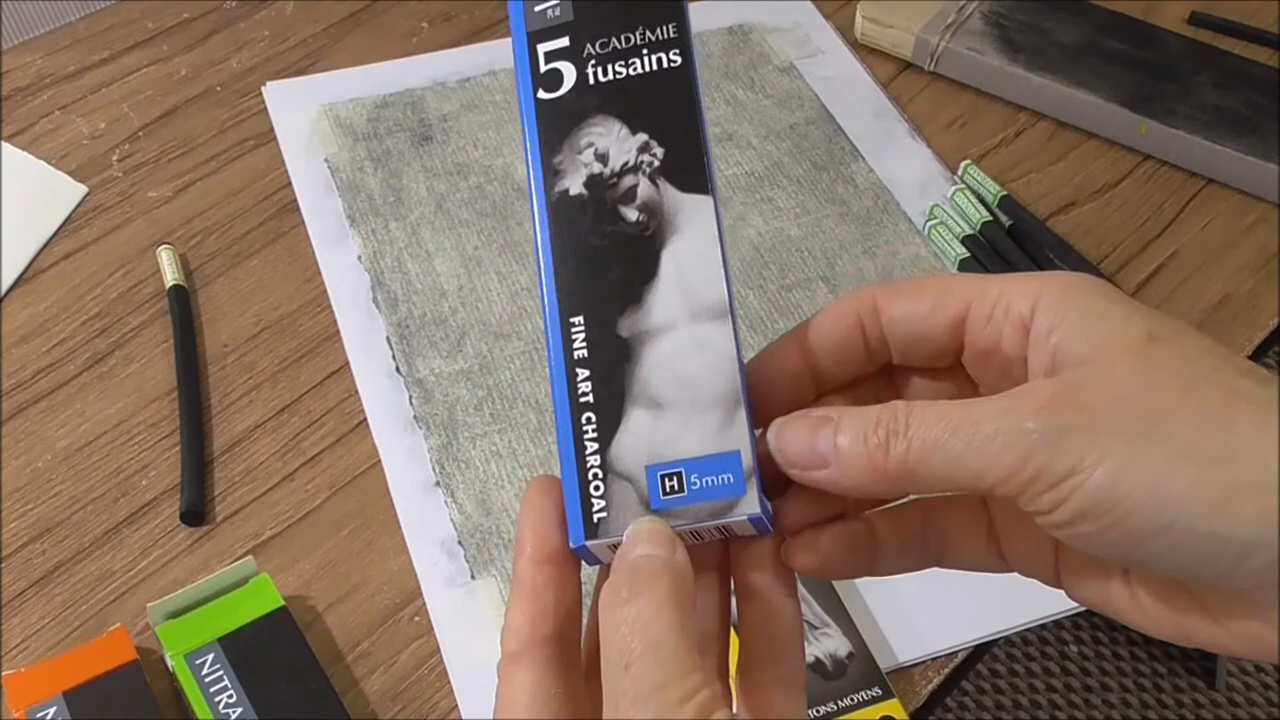 5 ACADÉMIE
fusains
FINE ART CHARCOAL
H 5mm
NITRA
TONS MOYENS